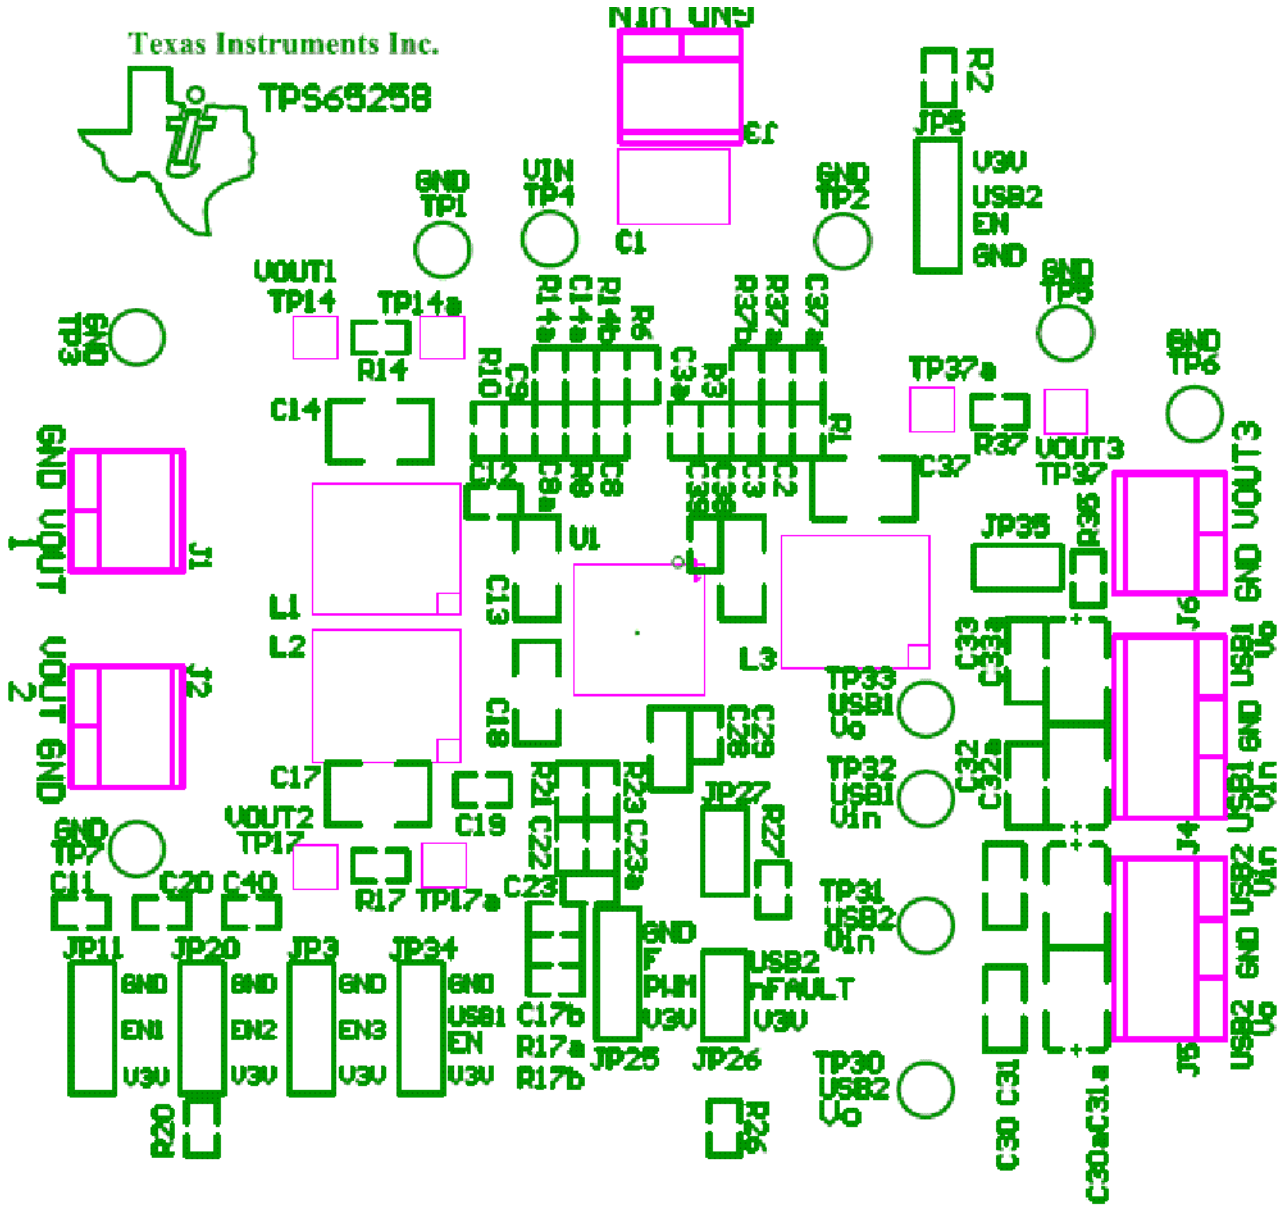 GND VIN
Texas Instruments Inc.
TPS65258
R2
JP5
J3
V3V
USB2
EN
GND
VIN
TP4
GND
TP1
GND
TP2
C1
VOUT1
TP14
TP14a
R14a
C14a
R14b
R6
R37b
R37a
C37a
GND
TP5
GND
TP3
R14
R10
C9
C3a
R3
TP37a
GND
TP6
C14
R1
R37
VOUT3
TP37
C37
GND VOUT
1
J1
C12
C8a
R8
C8
C39
C38
C3
C2
U1
JP35
R35
GND VOUT3
J6
L1
C13
L2
L3
C33
C33a
USB1
Vo
GND
USB1
Vin
J4
VOUT GND
2
J2
TP33
USB1
Vo
C18
C28
C29
C17
R21
R23
JP27
TP32
USB1
Vin
C32
C32a
VOUT2
TP17
C19
C22
C23a
R27
GND
TP7
C11
C20
C40
R17
TP17a
C23
TP31
USB2
Vin
USB2
Vin
GND
USB2
Vo
J5
JP11
JP20
JP3
JP34
GND
EN1
V3V
GND
EN2
V3V
GND
EN3
V3V
GND
USB1
EN
V3V
GND
F
PWM
V3V
USB2
nFAULT
V3V
C17b
R17a
R17b
JP25
JP26
TP30
USB2
Vo
R20
R26
C30 C31
C30aC31a